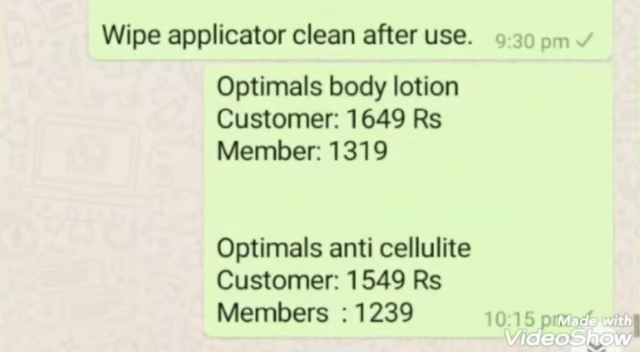 Wipe applicator clean after use.
9:30 pm
Optimals body lotion
Customer: 1649 Rs
Member: 1319
Optimals anti cellulite
Customer: 1549 Rs
Members : 1239
10:15 pm
Made with
VideoShow